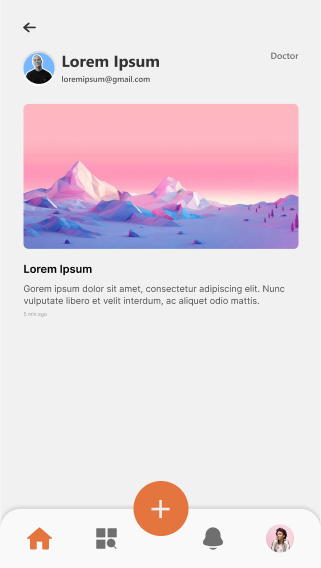 Lorem Ipsum
Doctor
loremipsum@gmail.com
Lorem Ipsum
Gorem ipsum dolor sit amet, consectetur adipiscing elit. Nunc
vulputate libero et velit interdum, ac aliquet odio mattis.
5 min ago